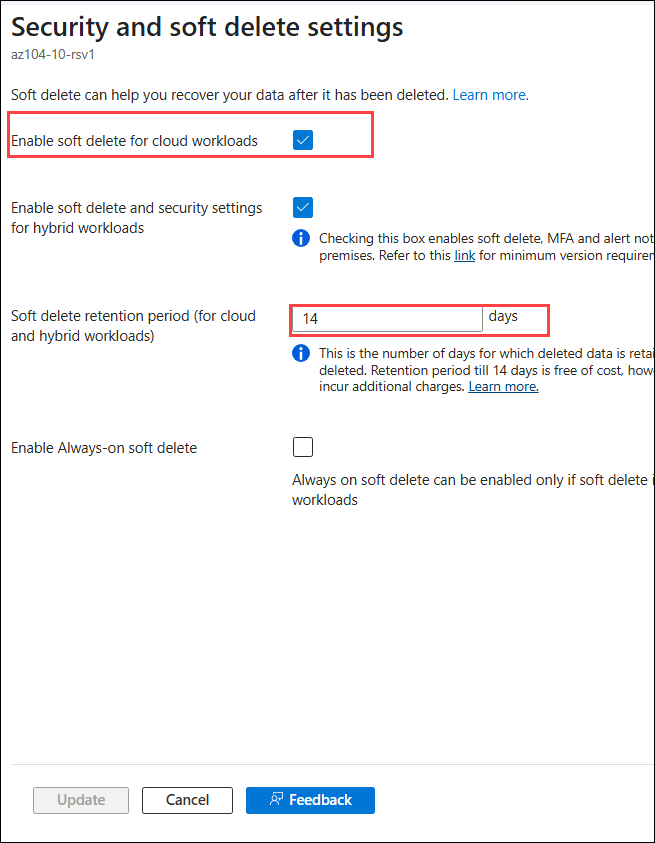 Security and soft delete settings
az104-10-rsv1
Soft delete can help you recover your data after it has been deleted. Learn more.
Enable soft delete for cloud workloads
Enable soft delete and security settings
for hybrid workloads
Checking this box enables soft delete, MFA and alert not
premises. Refer to this link for minimum version requirem
Soft delete retention period (for cloud
and hybrid workloads)
14 days
This is the number of days for which deleted data is retai
deleted. Retention period till 14 days is free of cost, how
incur additional charges. Learn more.
Enable Always-on soft delete
Always on soft delete can be enabled only if soft delete i
workloads
Update Cancel Feedback